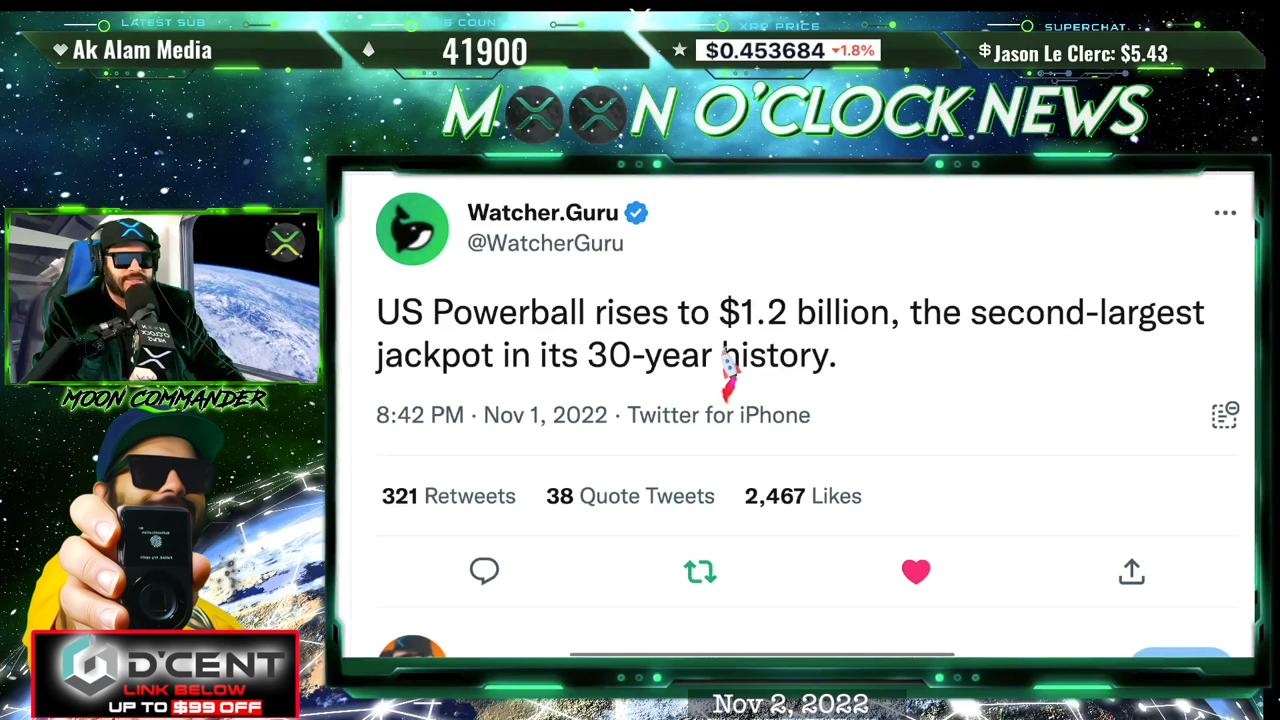 LATEST SUB
SUB COUNT
XRP PRICE
SUPERCHAT
Ak Alam Media
41900
$0.453684 1.8%
$ Jason Le Clerc: $5.43
MOON O'CLOCK NEWS
Watcher.Guru
@WatcherGuru
US Powerball rises to $1.2 billion, the second-largest
jackpot in its 30-year history.
8:42 PM · Nov 1, 2022 · Twitter for iPhone
321 Retweets 38 Quote Tweets 2,467 Likes
MOON COMMANDER
D'CENT
LINK BELOW
UP TO $99 OFF
Nov 2, 2022